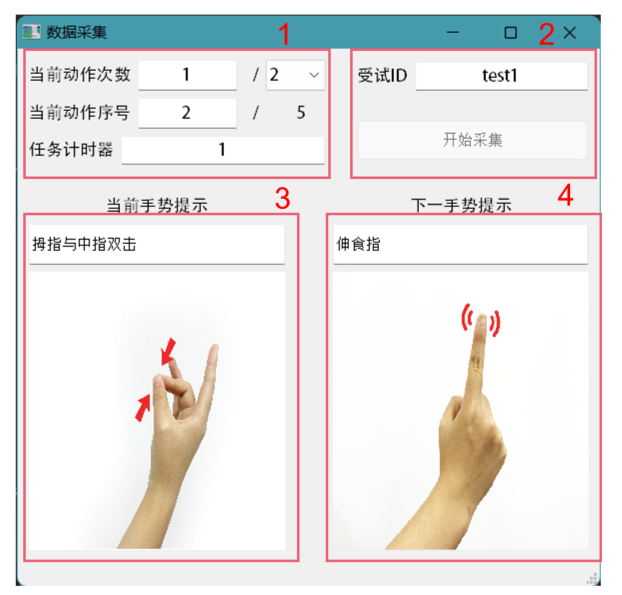 数据采集
1
2
当前动作次数 1 / 2
受试ID test1
当前动作序号 2 / 5
开始采集
任务计时器 1
当前手势提示 3
下一手势提示 4
拇指与中指双击
伸食指